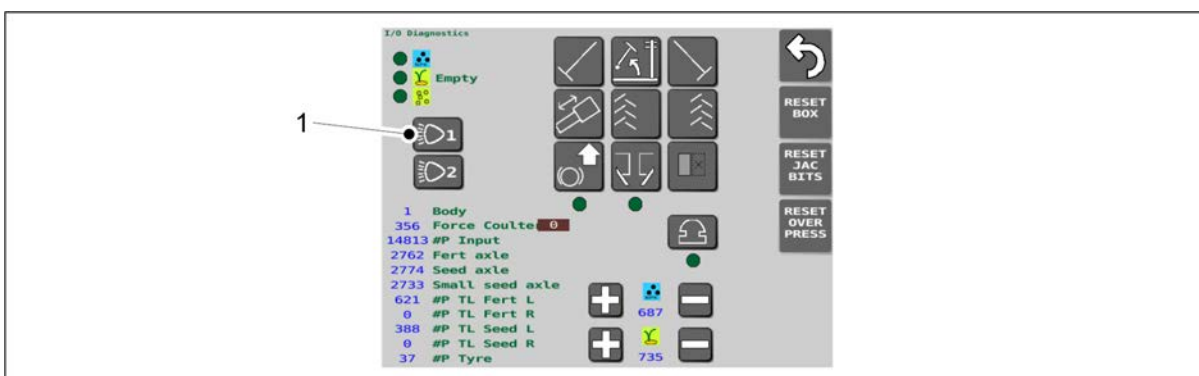 I/O Diagnostics
Empty
1
1
2
RESET
BOX
RESET
JAC
BITS
RESET
OVER
PRESS
1 Body
356 Force Coulte 0
14813 #P Input
2762 Fert axle
2774 Seed axle
2733 Small seed axle
621 #P TL Fert L
0 #P TL Fert R
388 #P TL Seed L
0 #P TL Seed R
37 #P Tyre
687
735